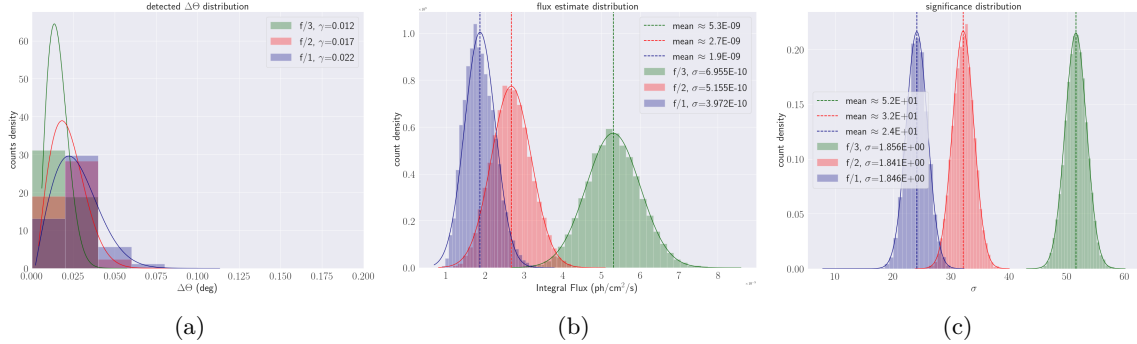 detected ΔΘ distribution
f/3, γ=0.012
f/2, γ=0.017
f/1, γ=0.022
counts density
60
50
40
30
20
10
0
0.000
0.025
0.050
0.075
0.100
0.125
0.150
0.175
0.200
ΔΘ (deg)
(a)
flux estimate distribution
mean ≈ 5.3E-09
mean ≈ 2.7E-09
mean ≈ 1.9E-09
f/3, σ=6.955E-10
f/2, σ=5.155E-10
f/1, σ=3.972E-10
count density
1.0
0.8
0.6
0.4
0.2
0.0
1
2
3
4
5
6
7
8
Integral Flux (ph/cm²/s)
(b)
significance distribution
mean ≈ 5.2E+01
mean ≈ 3.2E+01
mean ≈ 2.4E+01
f/3, σ=1.856E+00
f/2, σ=1.841E+00
f/1, σ=1.846E+00
count density
0.20
0.15
0.10
0.05
0.00
10
20
30
40
50
60
σ
(c)